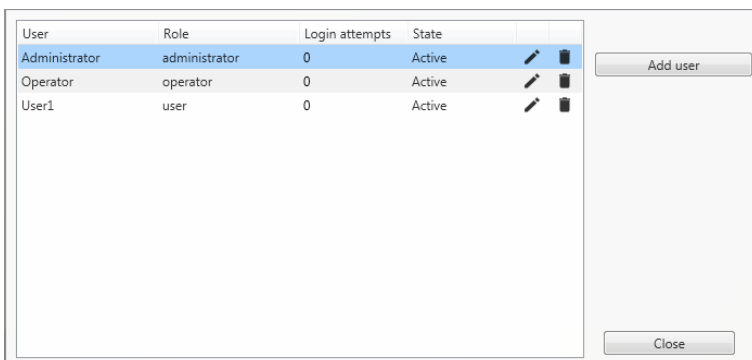 User Role Login attempts State
Administrator administrator 0 Active
Add user
Operator operator 0 Active
User1 user 0 Active
Close